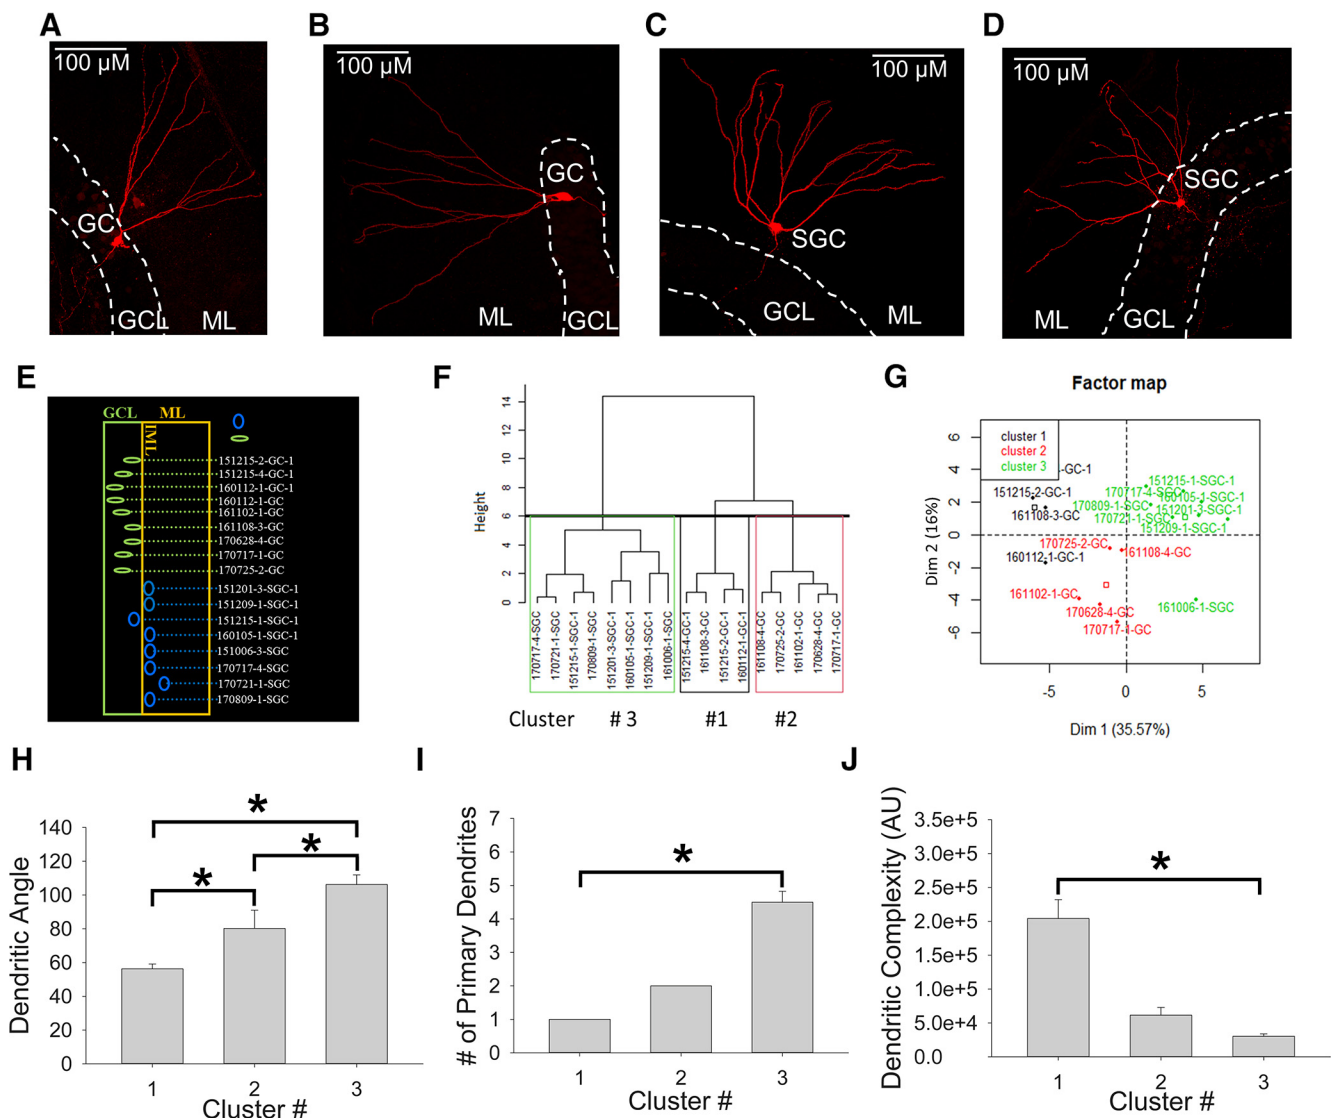 A
100 µM
GC
GCL
ML
B
100 µM
GC
ML
GCL
C
100 µM
SGC
GCL
ML
D
100 µM
SGC
ML
GCL
E
GCL
ML
IML
151215-2-GC-1
151215-4-GC-1
160112-1-GC-1
160112-1-GC
161102-1-GC
161108-3-GC
170628-4-GC
170717-1-GC
170725-2-GC
151201-3-SGC-1
151209-1-SGC-1
151215-1-SGC-1
160105-1-SGC-1
151006-3-SGC
170717-4-SGC
170721-1-SGC
170809-1-SGC
F
Height
14
12
10
8
6
4
2
0
170717-4-SGC
170721-1-SGC
151215-1-SGC-1
170809-1-SGC
151201-3-SGC-1
160105-1-SGC-1
151209-1-SGC-1
161006-1-SGC
151215-4-GC-1
161108-3-GC
151215-2-GC-1
160112-1-GC-1
161108-4-GC
170725-2-GC
161102-1-GC
170628-4-GC
170717-1-GC
Cluster # 3 #1 #2
G
Factor map
cluster 1
cluster 2
cluster 3
-GC-1
151215-2-GC-1
161108-3-GC
160112-1-GC-1
151215-1-SGC-1
170717-4-SGC
160105-1-SGC-1
170809-1-SGC
151201-3-SGC-1
170721-1-SGC
151209-1-SGC-1
170725-2-GC
161108-4-GC
161102-1-GC
161006-1-SGC
170628-4-GC
170717-1-GC
Dim 2 (16%)
6
4
2
0
-2
-4
-6
-5 0 5
Dim 1 (35.57%)
H
Dendritic Angle
140
120
100
80
60
40
20
0
*
*
*
1 2 3
Cluster #
I
# of Primary Dendrites
7
6
5
4
3
2
1
0
*
1 2 3
Cluster #
J
Dendritic Complexity (AU)
3.5e+5
3.0e+5
2.5e+5
2.0e+5
1.5e+5
1.0e+5
5.0e+4
0.0
*
1 2 3
Cluster #